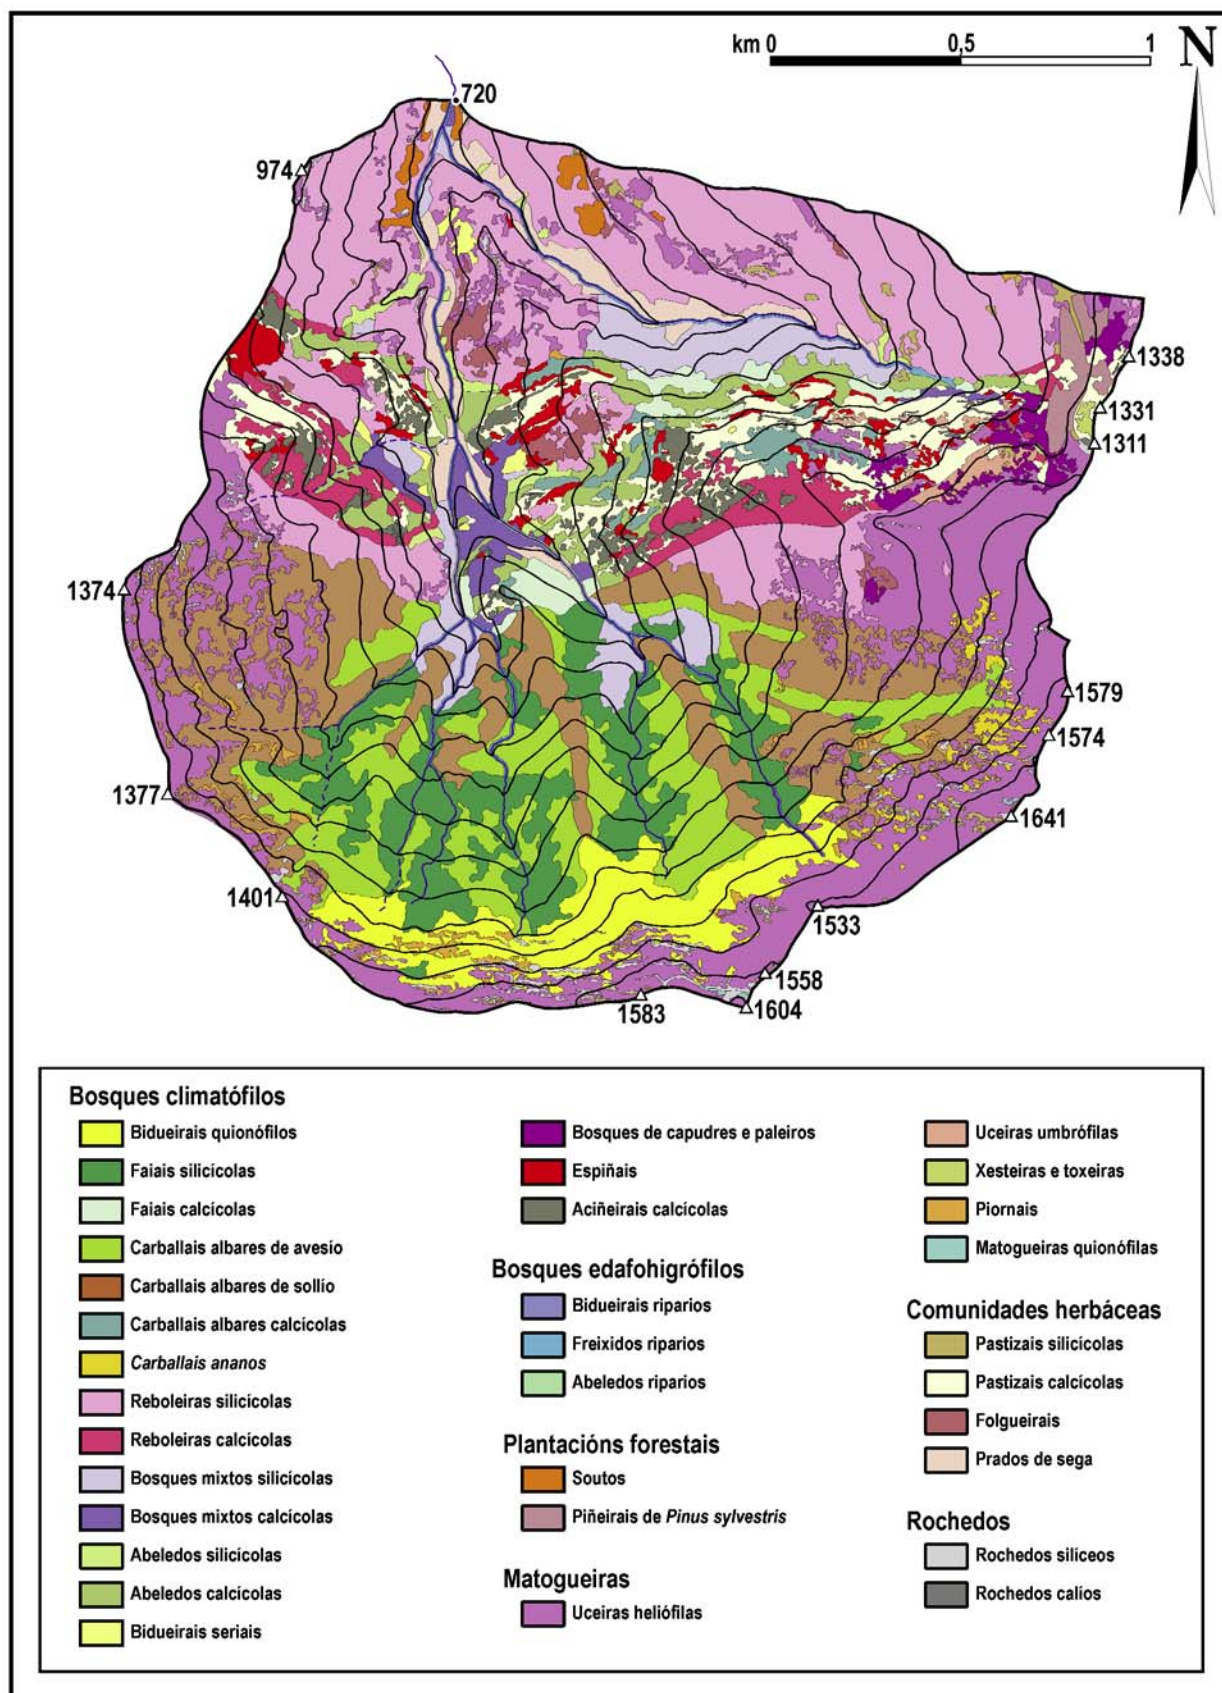 km 0 0,5 1
N
720
974
1338
1331
1311
1374
1579
1574
1377
1641
1401
1533
1558
1583
1604
Bosques climatófilos
Bidueirais quionófilos
Faiais silicícolas
Faiais calcícolas
Carballais albares de avesío
Carballais albares de sollío
Carballais albares calcícolas
Carballais ananos
Reboleiras silicícolas
Reboleiras calcícolas
Bosques mixtos silicícolas
Bosques mixtos calcícolas
Abeledos silicícolas
Abeledos calcícolas
Bidueirais seriais
Bosques de capudres e paleiros
Espiñais
Aciñeirais calcícolas
Bosques edafohigrófilos
Bidueirais riparios
Freixidos riparios
Abeledos riparios
Plantacións forestais
Soutos
Piñeirais de Pinus sylvestris
Matogueiras
Uceiras heliófilas
Uceiras umbrófilas
Xesteiras e toxeiras
Piornais
Matogueiras quionófilas
Comunidades herbáceas
Pastizais silicícolas
Pastizais calcícolas
Folgueirais
Prados de sega
Rochedos
Rochedos silíceos
Rochedos calíos